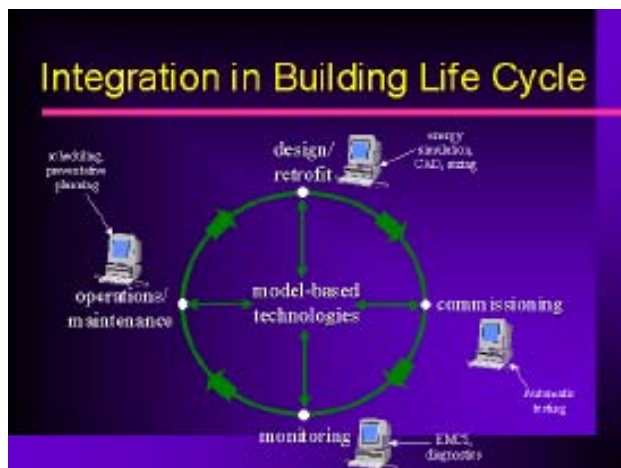 Integration in Building Life Cycle
scheduling,
preventative
planning
design/
retrofit
energy
simulation,
CAD, sizing
operations/
maintenance
model-based
technologies
commissioning
Automatic
testing
monitoring
EMCS,
diagnostics